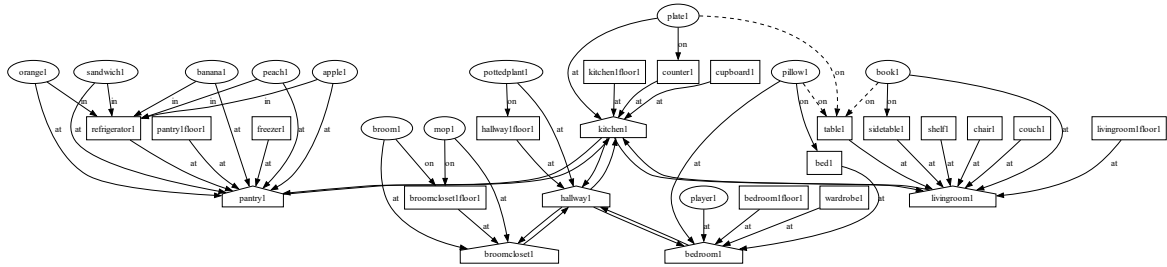 plate1
on
orange1 sandwich1 banana1 peach1 apple1 pottedplant1 at kitchen1floor1 counter1 cupboard1 pillow1 on book1
in in in in in on at at at on on on
refrigerator1 pantry1floor1 freezer1 broom1 mop1 hallway1floor1 kitchen1 table1 sidetable1 shelf1 chair1 couch1 at livingroom1floor1
at at at at at at at on on at at at bed1 at at at at at at
pantry1 broomcloset1floor1 hallway1 player1 bedroom1floor1 wardrobe1 at livingroom1
at at at at at at
broomcloset1 bedroom1